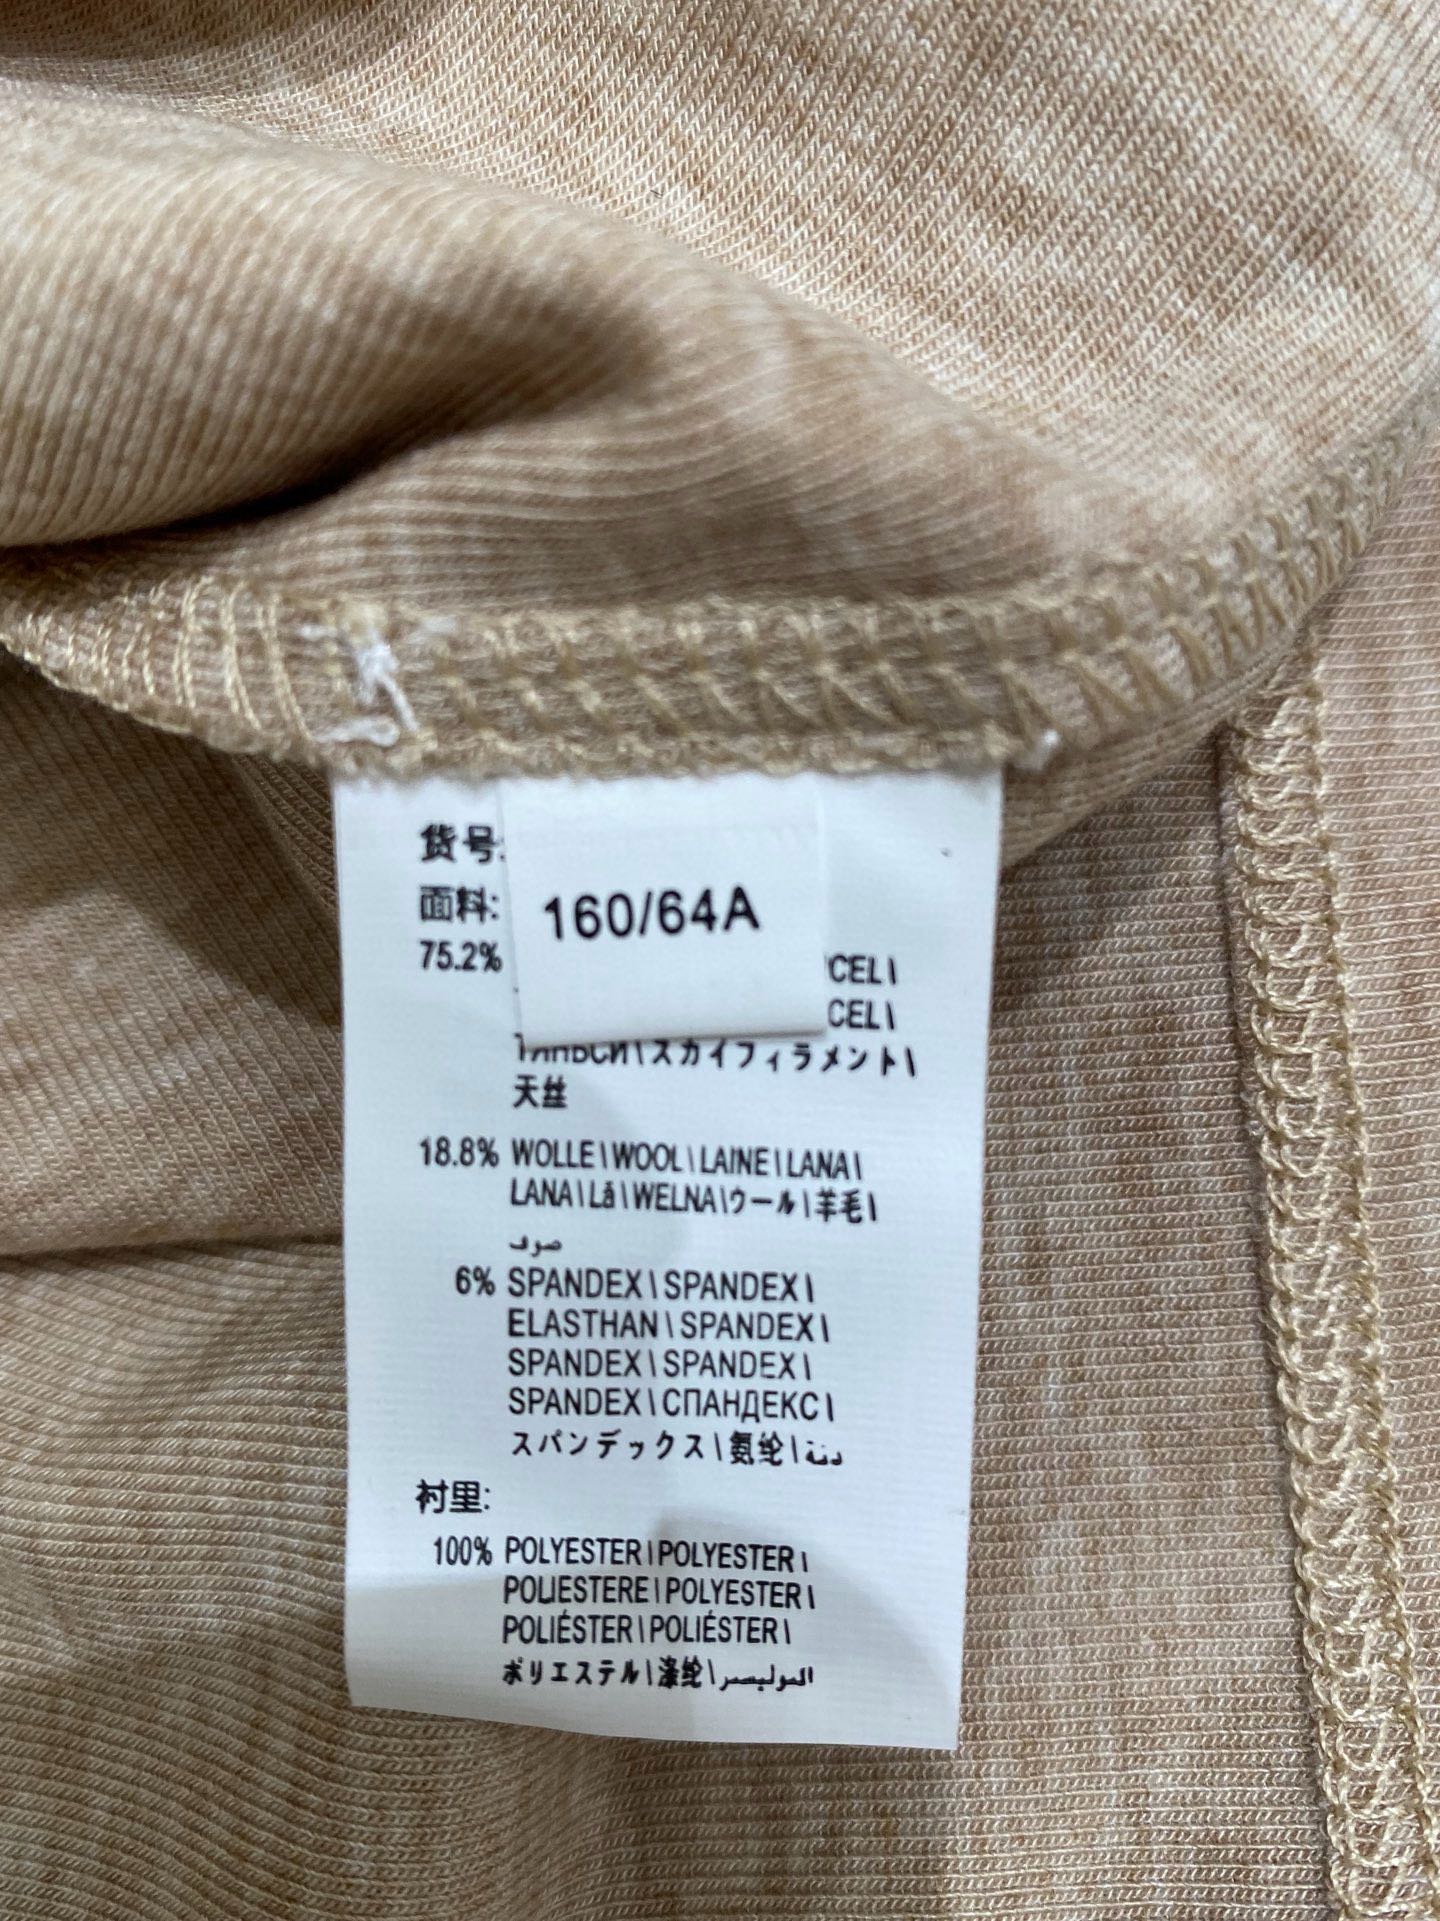 货号:
面料:
160/64A
75.2%
CEL\
CEL\
ТЯНЬСИ\スカイフィラメント\
天丝
18.8% WOLLE\WOOL\LAINE\LANA\
LANA\Lã\WELNA\ウール\羊毛\
صوف
6% SPANDEX\SPANDEX\
ELASTHAN\SPANDEX\
SPANDEX\SPANDEX\
SPANDEX\СПАНДЕКС\
スパンデックス\氨纶\
衬里:
100% POLYESTER\POLYESTER\
POLIESTERE\POLYESTER\
POLIÉSTER\POLIÉSTER\
ポリエステル\涤纶\